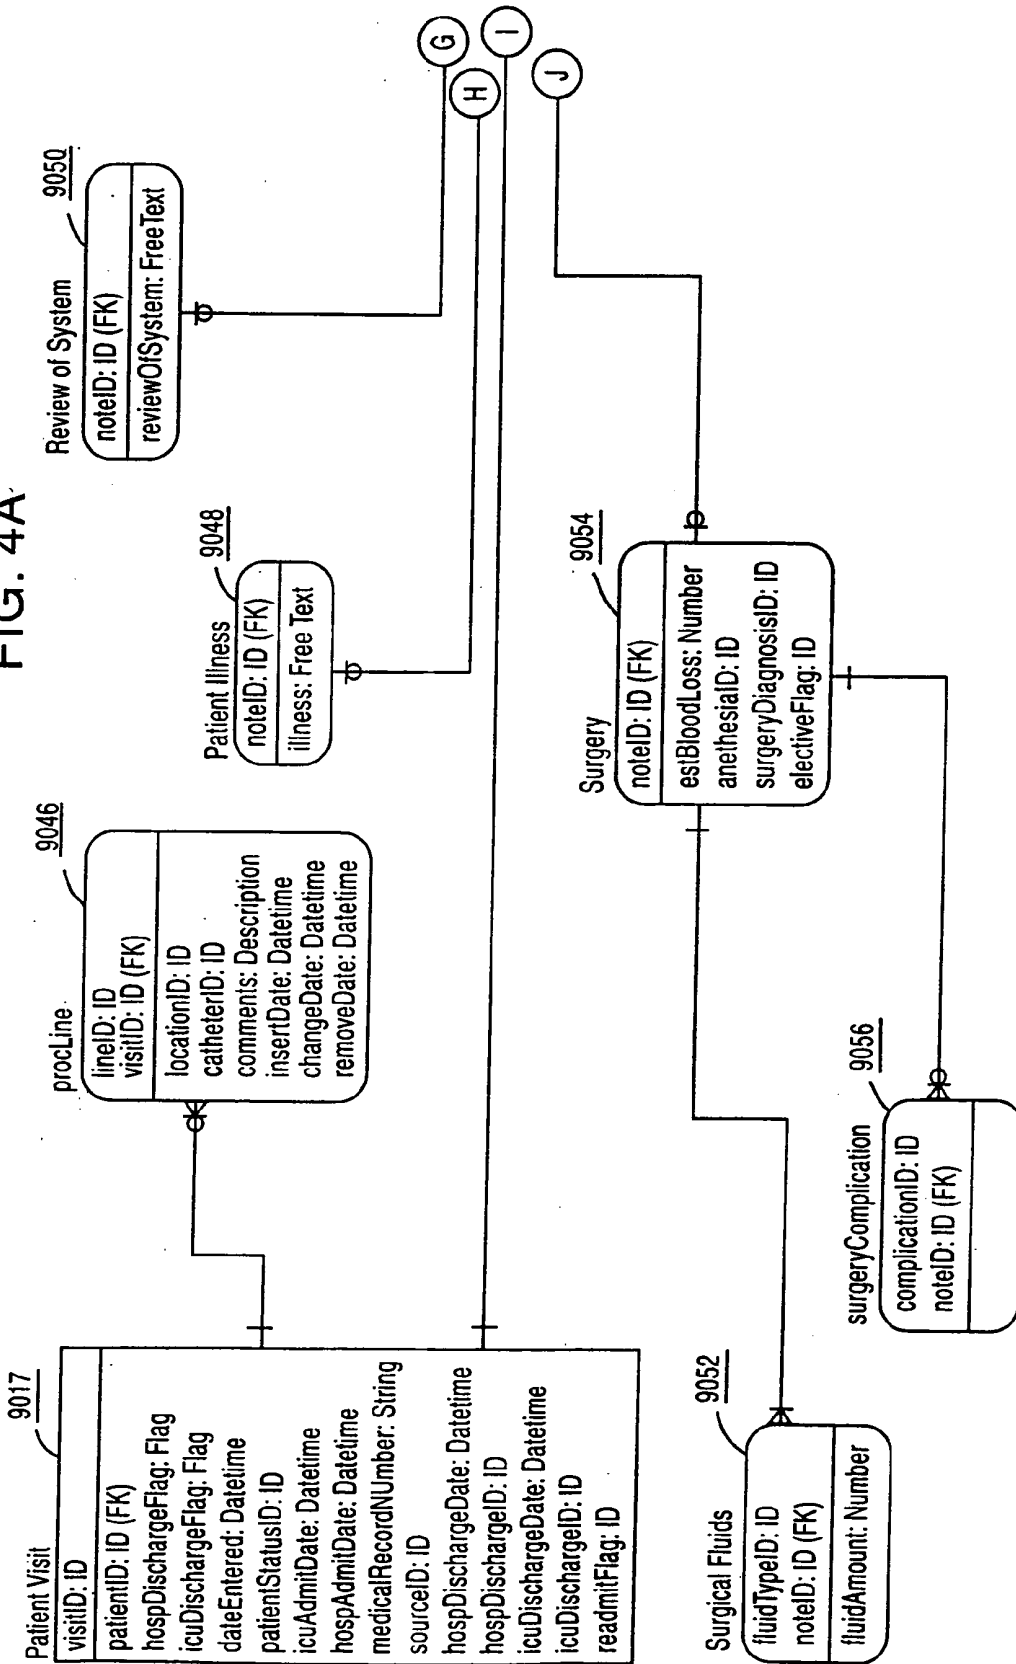 FIG. 4A
Patient Visit
9017
visitID: ID
patientID: ID (FK)
hospDischargeFlag: Flag
icuDischargeFlag: Flag
dateEntered: Datetime
patientStatusID: ID
icuAdmitDate: Datetime
hospAdmitDate: Datetime
medicalRecordNUmber: String
sourceID: ID
hospDischargeDate: Datetime
hospDischargeID: ID
icuDischargeDate: Datetime
icuDischargeID: ID
readmitFlag: ID
procLine
9046
lineID: ID
visitID: ID (FK)
locationID: ID
catheterID: ID
comments: Description
insertDate: Datetime
changeDate: Datetime
removeDate: Datetime
Patient Illness
9048
noteID: ID (FK)
illness: Free Text
Review of System
9050
noteID: ID (FK)
reviewOfSystem: FreeText
G
H
I
J
Surgery
9054
noteID: ID (FK)
estBloodLoss: Number
anethesiaID: ID
surgeryDiagnosisID: ID
electiveFlag: ID
Surgical Fluids
9052
fluidTypeID: ID
noteID: ID (FK)
fluidAmount: Number
surgeryComplication
9056
complicationID: ID
noteID: ID (FK)